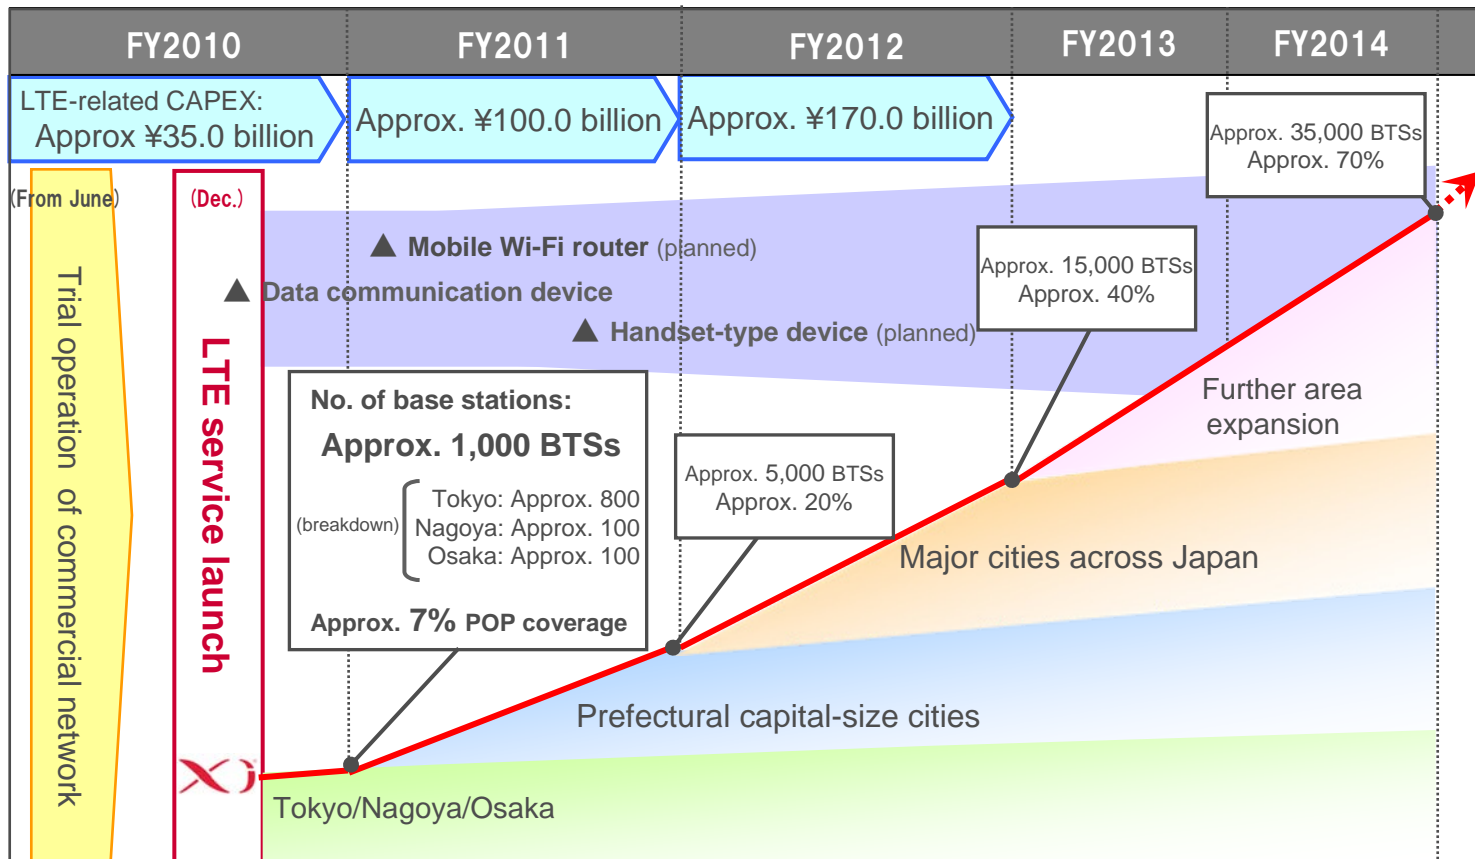 FY2010
FY2011
FY2012
FY2013
FY2014
LTE-related CAPEX:
Approx ¥35.0 billion
Approx. ¥100.0 billion
Approx. ¥170.0 billion
Approx. 35,000 BTSs
Approx. 70%
(From June)
(Dec.)
▲ Mobile Wi-Fi router (planned)
▲ Data communication device
▲ Handset-type device (planned)
Approx. 15,000 BTSs
Approx. 40%
Trial operation of commercial network
LTE service launch
No. of base stations:
Approx. 1,000 BTSs
(breakdown)
Tokyo: Approx. 800
Nagoya: Approx. 100
Osaka: Approx. 100
Approx. 7% POP coverage
Approx. 5,000 BTSs
Approx. 20%
Further area
expansion
Major cities across Japan
Prefectural capital-size cities
Xi
Tokyo/Nagoya/Osaka